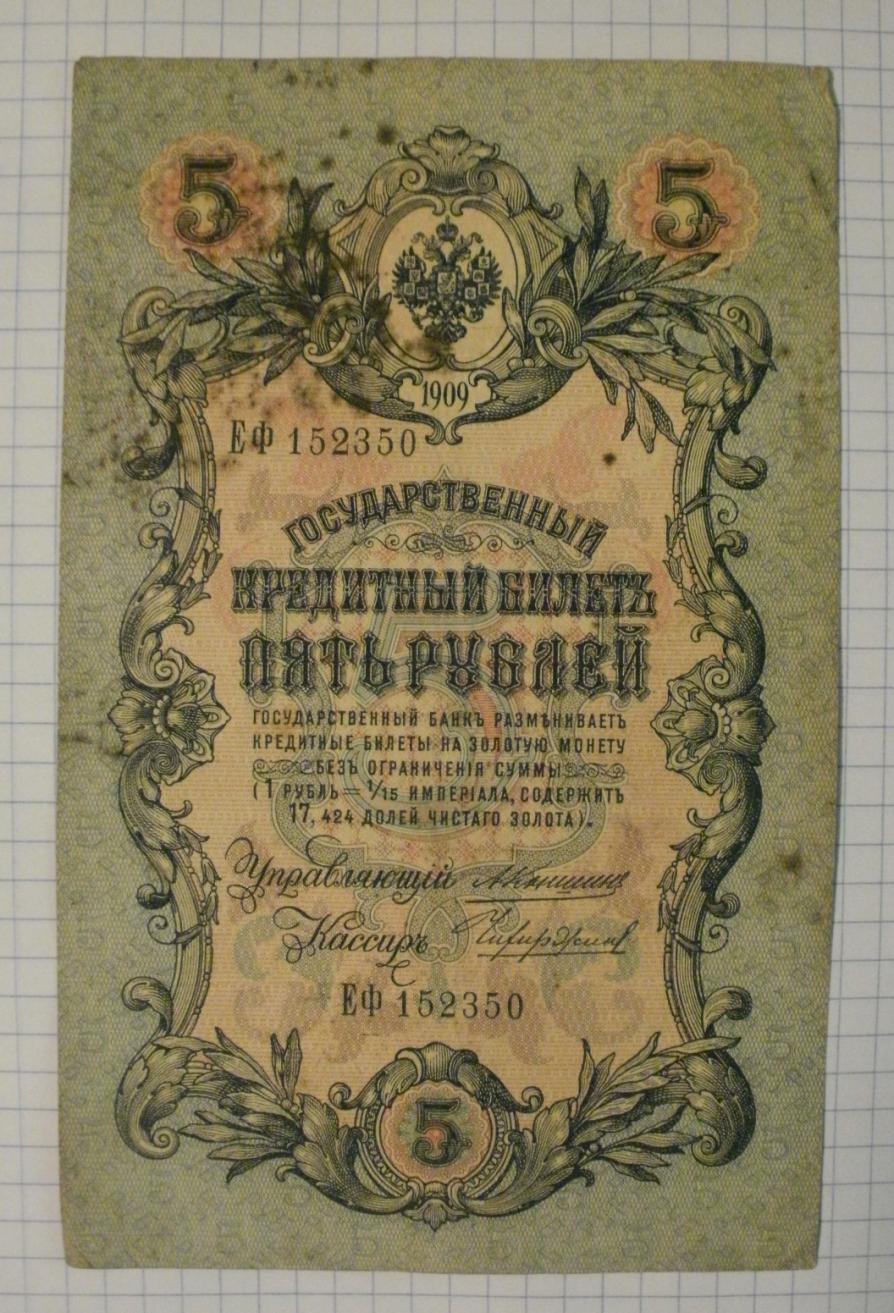 5 5
1909
ЕФ 152350
ГОСУДАРСТВЕННЫЙ
КРЕДИТНЫЙ БИЛЕТЪ
ПЯТЬ РУБЛЕЙ
ГОСУДАРСТВЕННЫЙ БАНКЪ РАЗМѢНИВАЕТЪ
КРЕДИТНЫЕ БИЛЕТЫ НА ЗОЛОТУЮ МОНЕТУ
БЕЗЪ ОГРАНИЧЕНІЯ СУММЫ
(1 РУБЛЬ = 1/15 ИМПЕРІАЛА, СОДЕРЖИТЪ
17,424 ДОЛЕЙ ЧИСТАГО ЗОЛОТА).
Управляющій
Кассиръ
ЕФ 152350
5